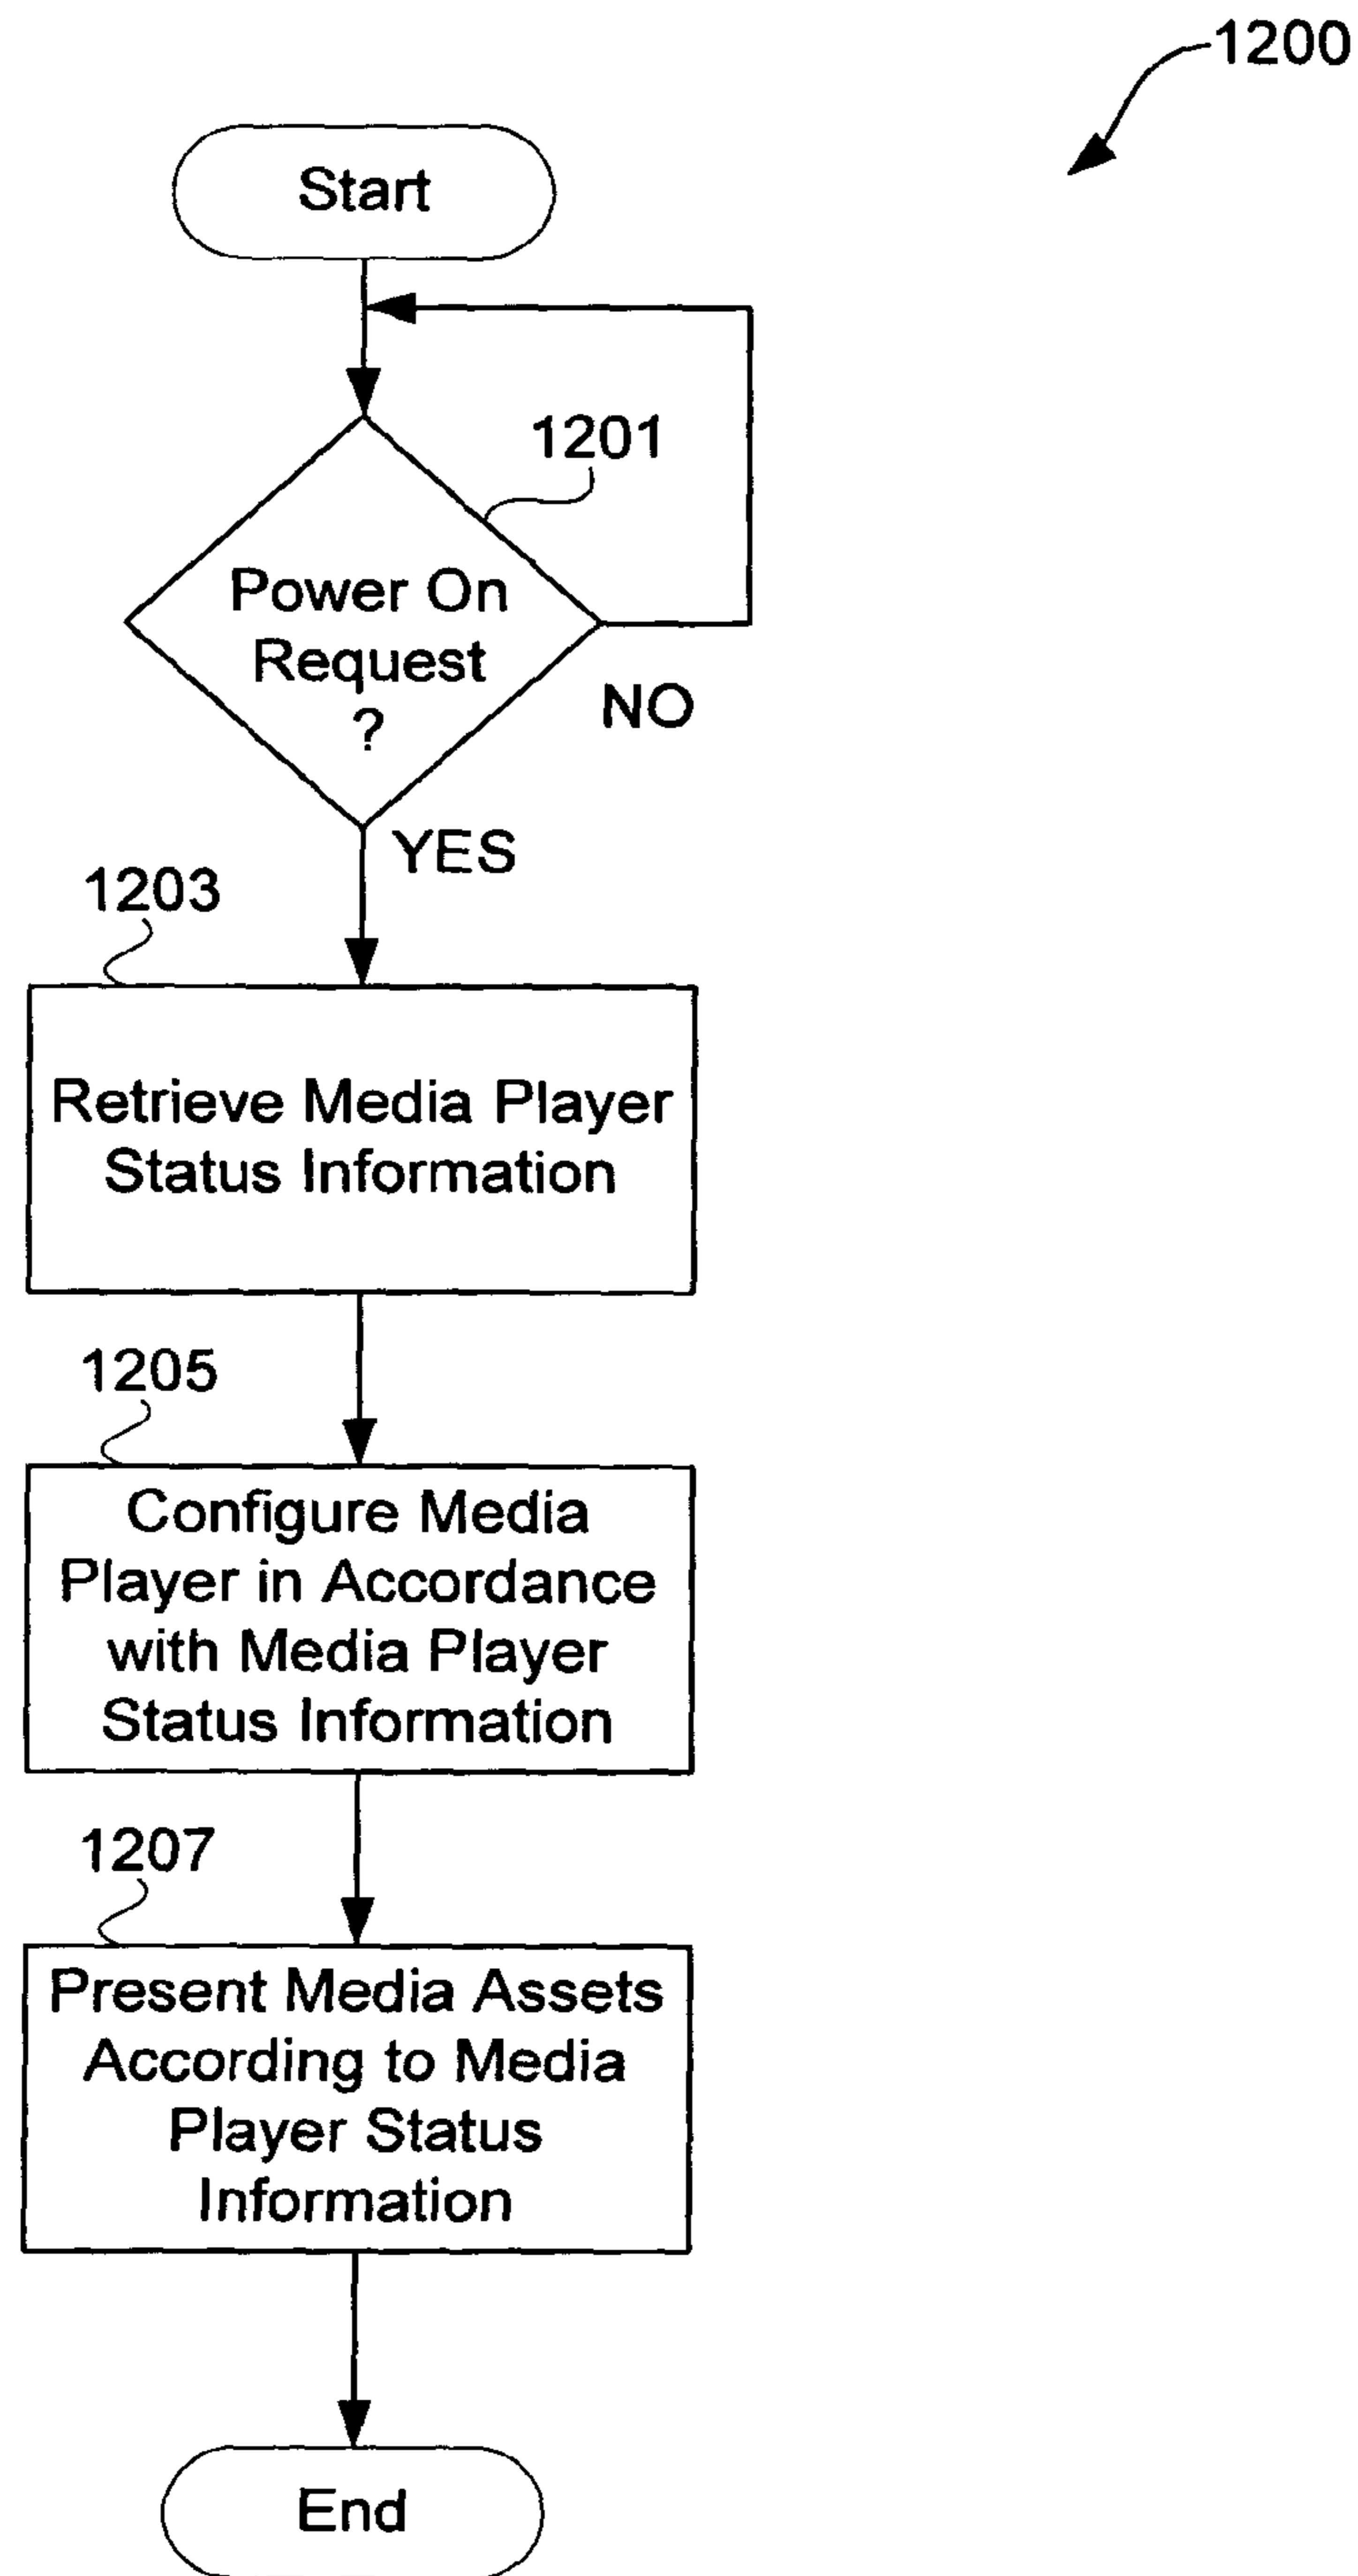 1200
Start
1201
Power On
Request
?
NO
YES
1203
Retrieve Media Player
Status Information
1205
Configure Media
Player in Accordance
with Media Player
Status Information
1207
Present Media Assets
According to Media
Player Status
Information
End